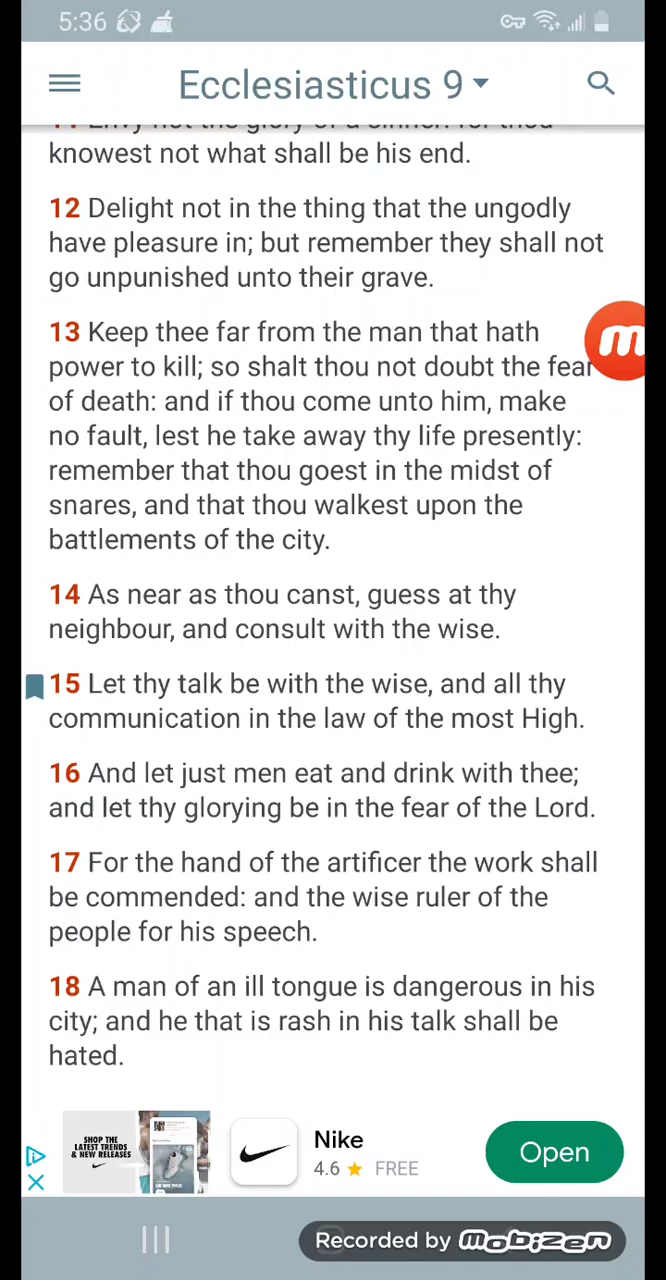 5:36
Ecclesiasticus 9
11 Envy not the glory of a sinner: for thou
knowest not what shall be his end.
12 Delight not in the thing that the ungodly
have pleasure in; but remember they shall not
go unpunished unto their grave.
13 Keep thee far from the man that hath
power to kill; so shalt thou not doubt the fear
of death: and if thou come unto him, make
no fault, lest he take away thy life presently:
remember that thou goest in the midst of
snares, and that thou walkest upon the
battlements of the city.
14 As near as thou canst, guess at thy
neighbour, and consult with the wise.
15 Let thy talk be with the wise, and all thy
communication in the law of the most High.
16 And let just men eat and drink with thee;
and let thy glorying be in the fear of the Lord.
17 For the hand of the artificer the work shall
be commended: and the wise ruler of the
people for his speech.
18 A man of an ill tongue is dangerous in his
city; and he that is rash in his talk shall be
hated.
SHOP THE
LATEST TRENDS
& NEW RELEASES
Nike
4.6 ★ FREE
Open
Recorded by mobizen